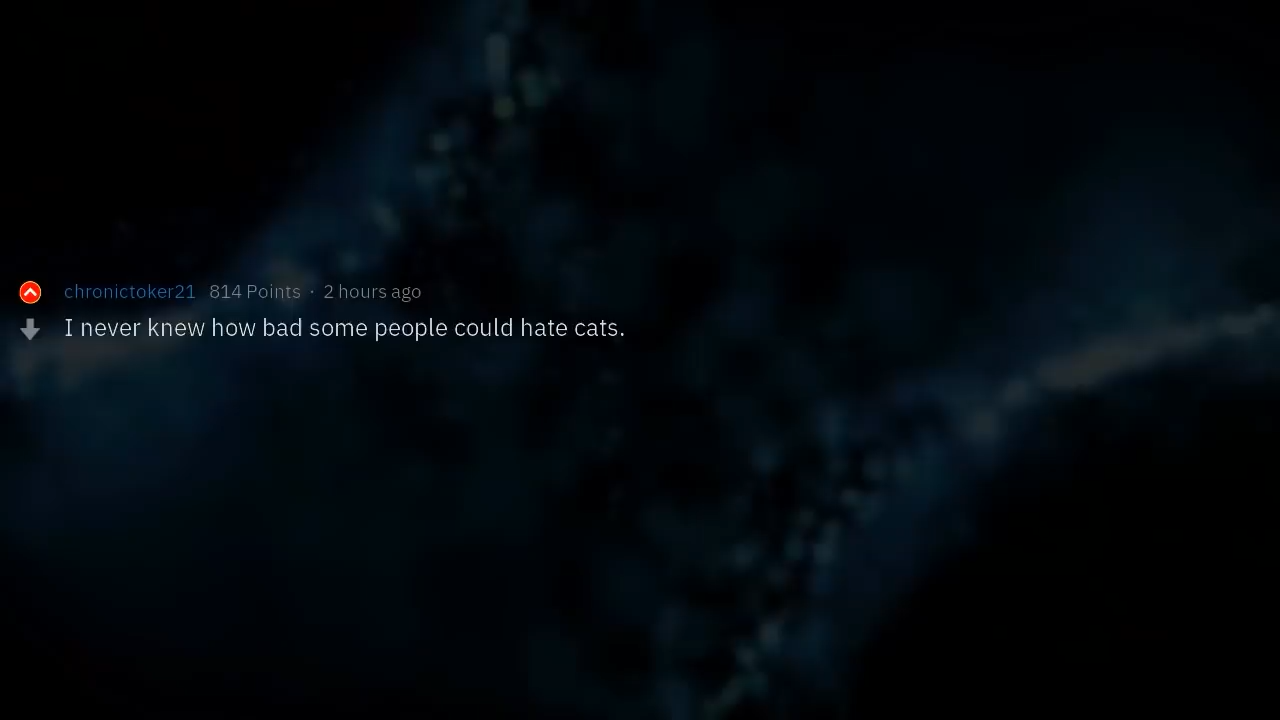 chronictoker21 814 Points · 2 hours ago
I never knew how bad some people could hate cats.